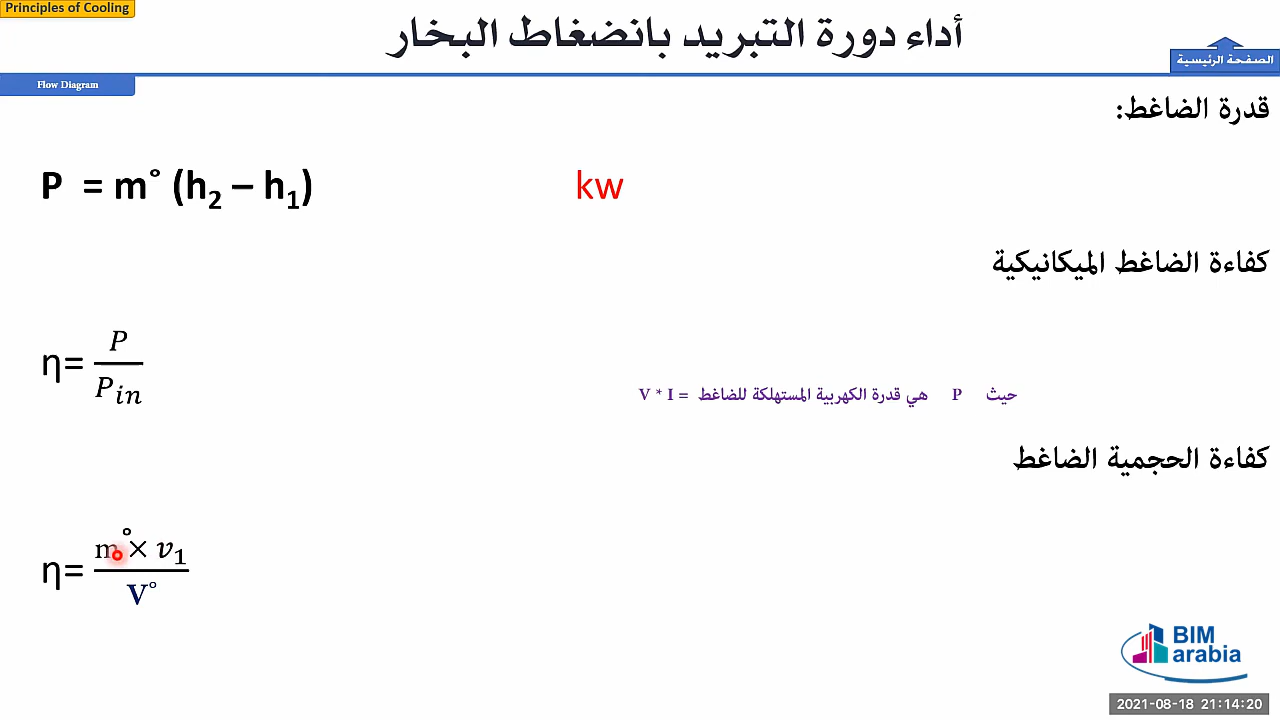 Principles of Cooling
أداء دورة التبريد بانضغاط البخار
الصفحة الرئيسية
Flow Diagram
قدرة الضاغط:
P = m° (h₂ – h₁) kw
كفاءة الضاغط الميكانيكية
η= P / P_in
حيث P هي قدرة الكهربية المستهلكة للضاغط = V * I
كفاءة الحجمية الضاغط
η= m° × v₁ / V°
BIM
arabia
2021-08-18 21:14:20